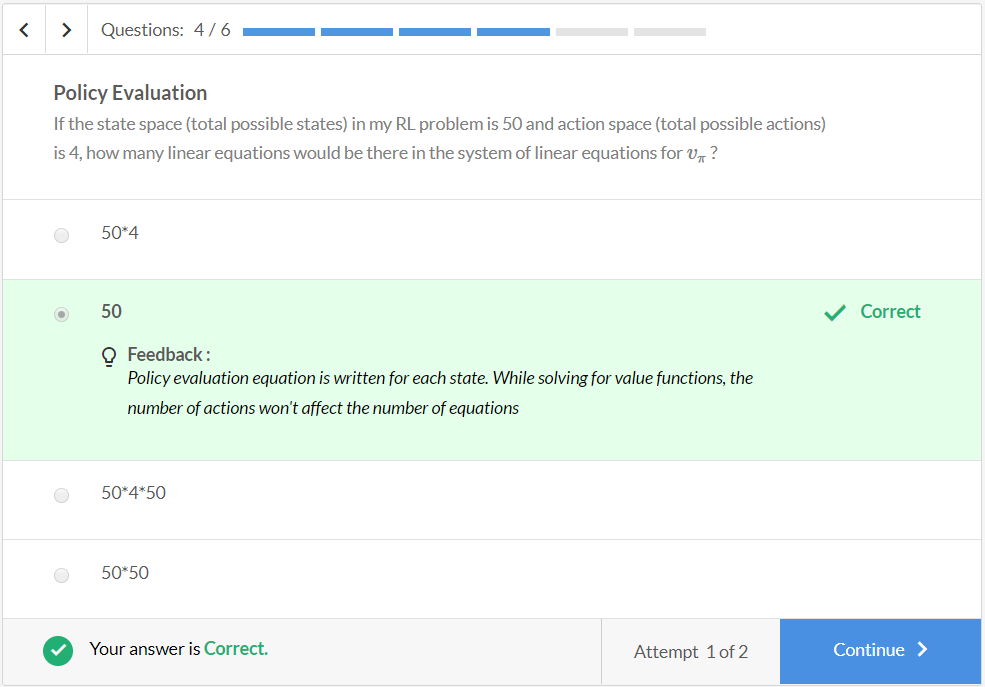 Questions: 4 / 6
Policy Evaluation
If the state space (total possible states) in my RL problem is 50 and action space (total possible actions)
is 4, how many linear equations would be there in the system of linear equations for vπ ?
50*4
50
Correct
Feedback :
Policy evaluation equation is written for each state. While solving for value functions, the
number of actions won't affect the number of equations
50*4*50
50*50
Your answer is Correct.
Attempt 1 of 2
Continue